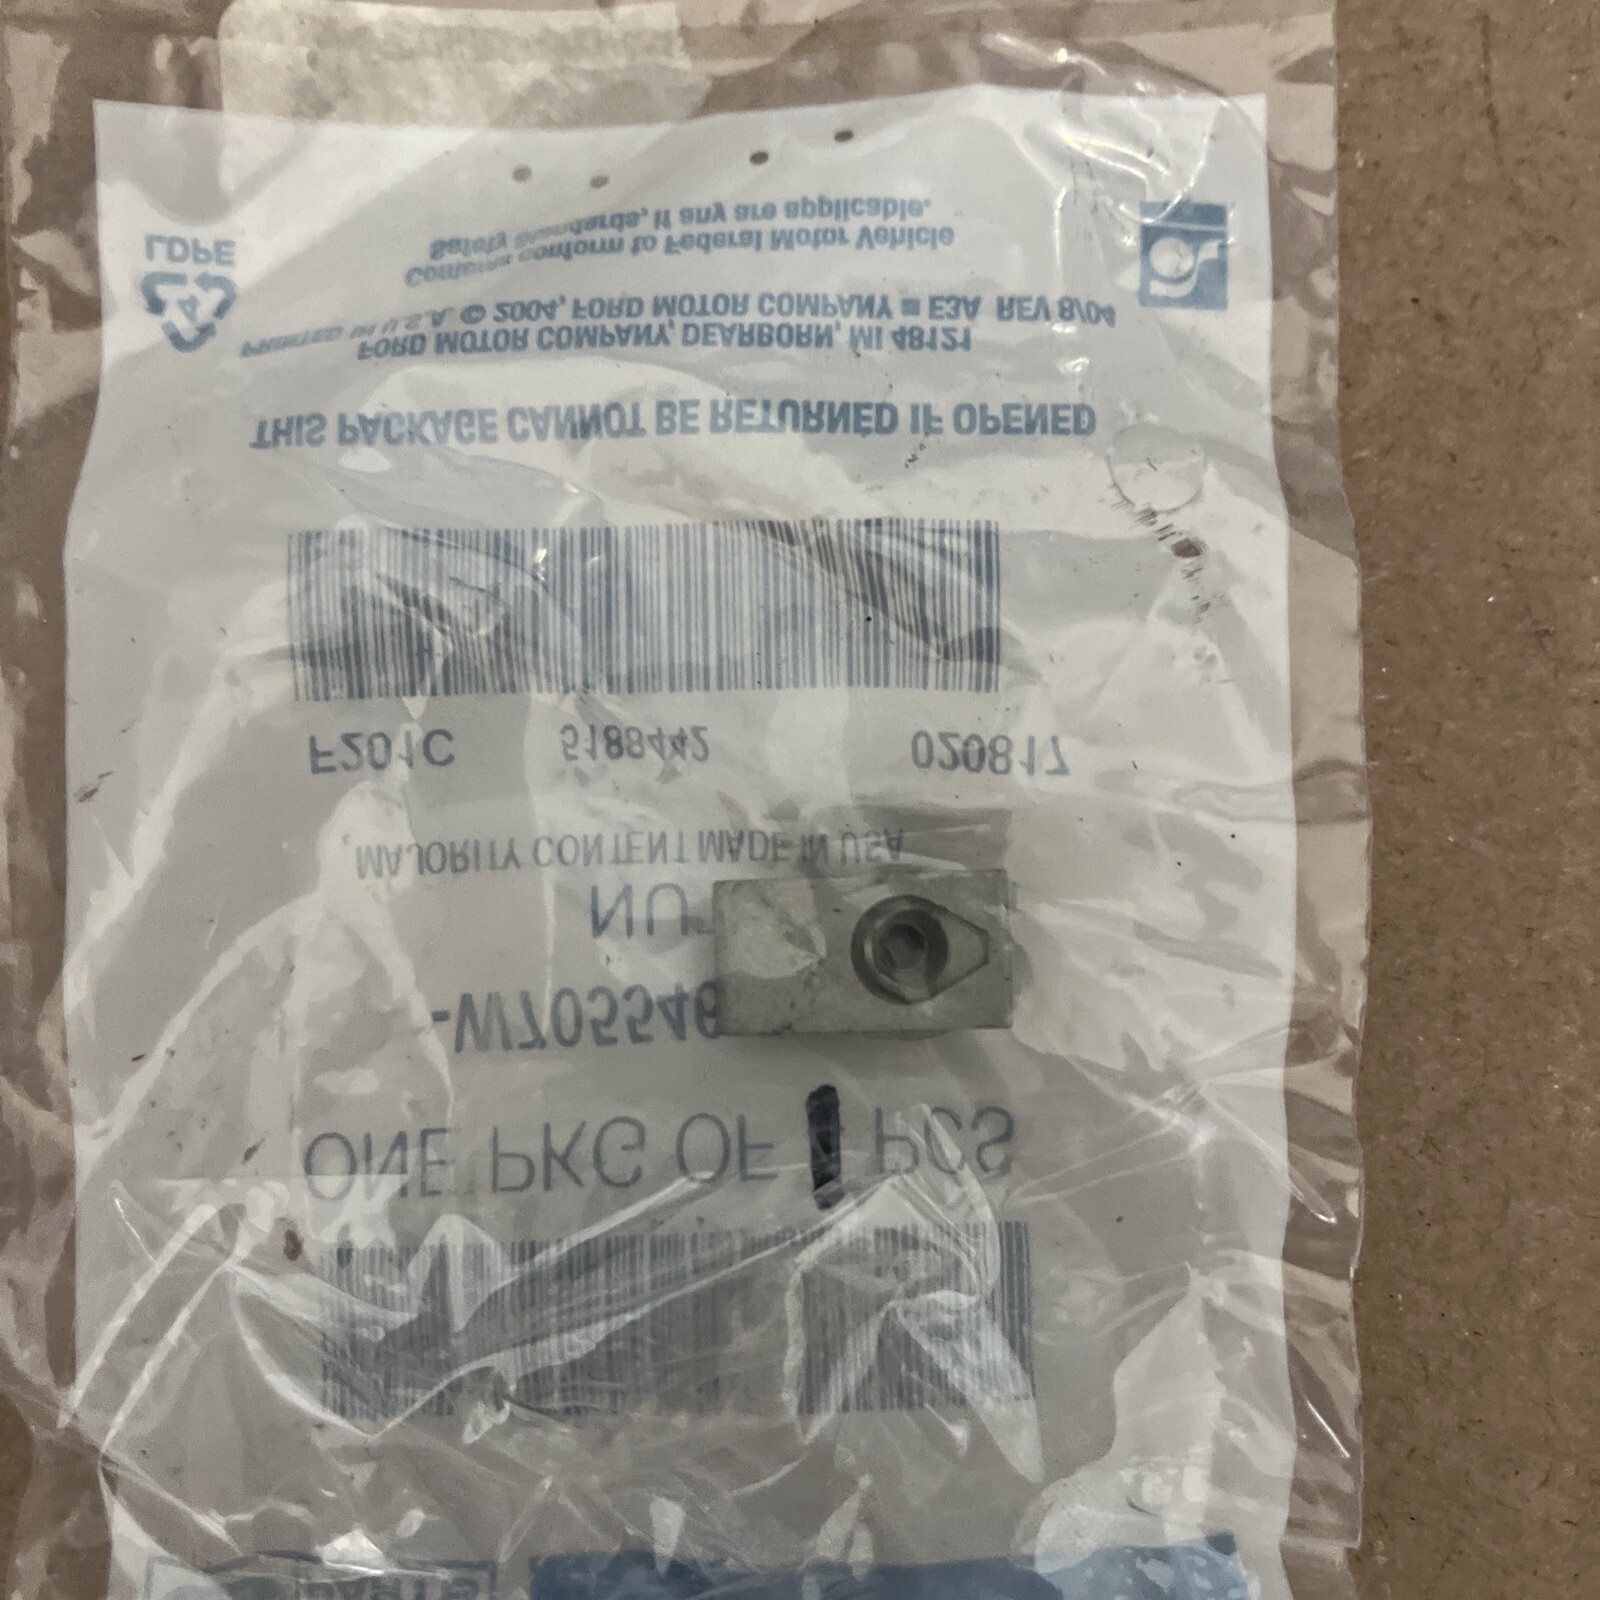 PARTS
ONE PKG OF 1 PCS
-W705546
NU
MAJORITY CONTENT MADE IN USA
F201C 5188442 020817
THIS PACKAGE CANNOT BE RETURNED IF OPENED
FORD MOTOR COMPANY, DEARBORN, MI 48121
PRINTED IN U.S.A. © 2004, FORD MOTOR COMPANY ■ E3A REV 8/04
Contents conform to Federal Motor Vehicle
Safety Standards, if any are applicable.
4
LDPE